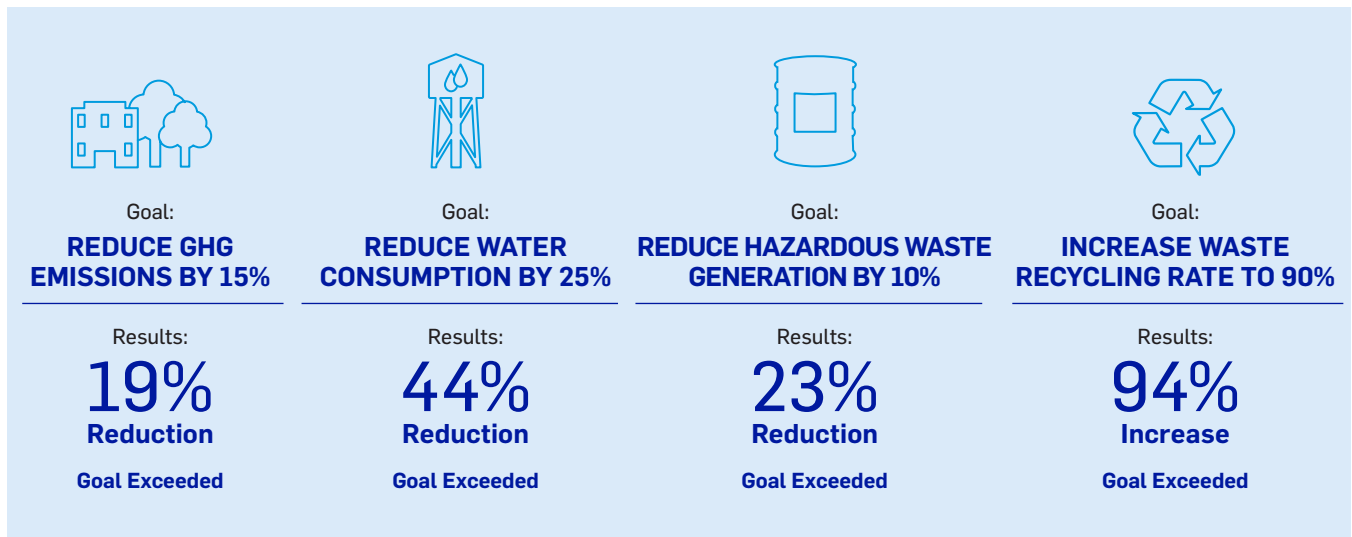 Goal:
REDUCE GHG
EMISSIONS BY 15%
Results:
19%
Reduction
Goal Exceeded
Goal:
REDUCE WATER
CONSUMPTION BY 25%
Results:
44%
Reduction
Goal Exceeded
Goal:
REDUCE HAZARDOUS WASTE
GENERATION BY 10%
Results:
23%
Reduction
Goal Exceeded
Goal:
INCREASE WASTE
RECYCLING RATE TO 90%
Results:
94%
Increase
Goal Exceeded